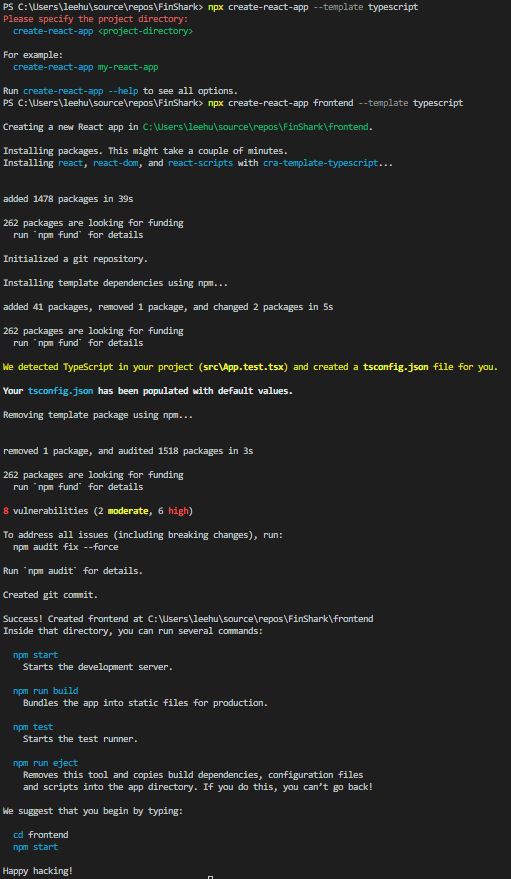 PS C:\Users\leehu\source\repos\FinShark> npx create-react-app --template typescript
Please specify the project directory:
  create-react-app <project-directory>

For example:
  create-react-app my-react-app

Run create-react-app --help to see all options.
PS C:\Users\leehu\source\repos\FinShark> npx create-react-app frontend --template typescript

Creating a new React app in C:\Users\leehu\source\repos\FinShark\frontend.

Installing packages. This might take a couple of minutes.
Installing react, react-dom, and react-scripts with cra-template-typescript...


added 1478 packages in 39s

262 packages are looking for funding
  run `npm fund` for details

Initialized a git repository.

Installing template dependencies using npm...

added 41 packages, removed 1 package, and changed 2 packages in 5s

262 packages are looking for funding
  run `npm fund` for details

We detected TypeScript in your project (src\App.test.tsx) and created a tsconfig.json file for you.

Your tsconfig.json has been populated with default values.

Removing template package using npm...


removed 1 package, and audited 1518 packages in 3s

262 packages are looking for funding
  run `npm fund` for details

8 vulnerabilities (2 moderate, 6 high)

To address all issues (including breaking changes), run:
  npm audit fix --force

Run `npm audit` for details.

Created git commit.

Success! Created frontend at C:\Users\leehu\source\repos\FinShark\frontend
Inside that directory, you can run several commands:

  npm start
    Starts the development server.

  npm run build
    Bundles the app into static files for production.

  npm test
    Starts the test runner.

  npm run eject
    Removes this tool and copies build dependencies, configuration files
    and scripts into the app directory. If you do this, you can’t go back!

We suggest that you begin by typing:

  cd frontend
  npm start

Happy hacking!